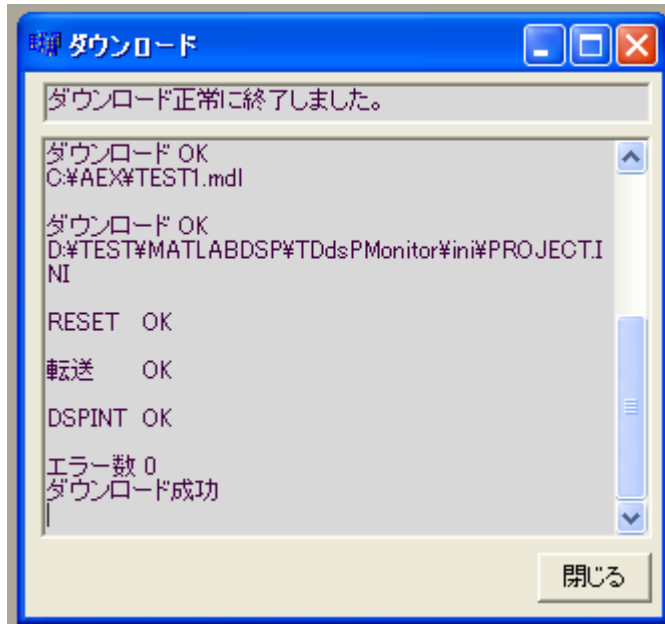 ダウンロード
ダウンロード正常に終了しました。
ダウンロード OK
C:¥AEX¥TEST1.mdl
ダウンロード OK
D:¥TEST¥MATLABDSP¥TDdsPMonitor¥ini¥PROJECT.I
NI
RESET OK
転送 OK
DSPINT OK
エラー数 0
ダウンロード成功
閉じる